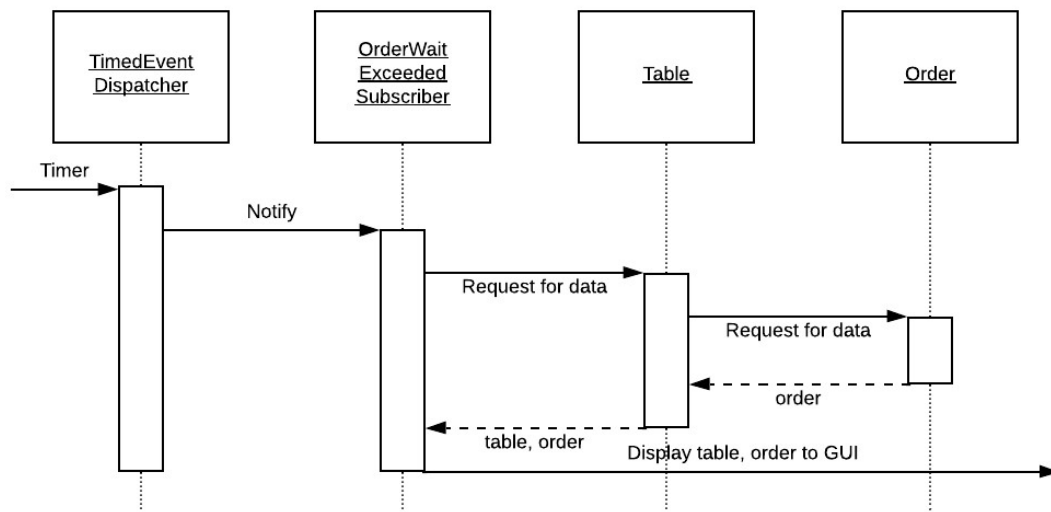 TimedEvent
Dispatcher
OrderWait
Exceeded
Subscriber
Table
Order
Timer
Notify
Request for data
Request for data
order
table, order
Display table, order to GUI